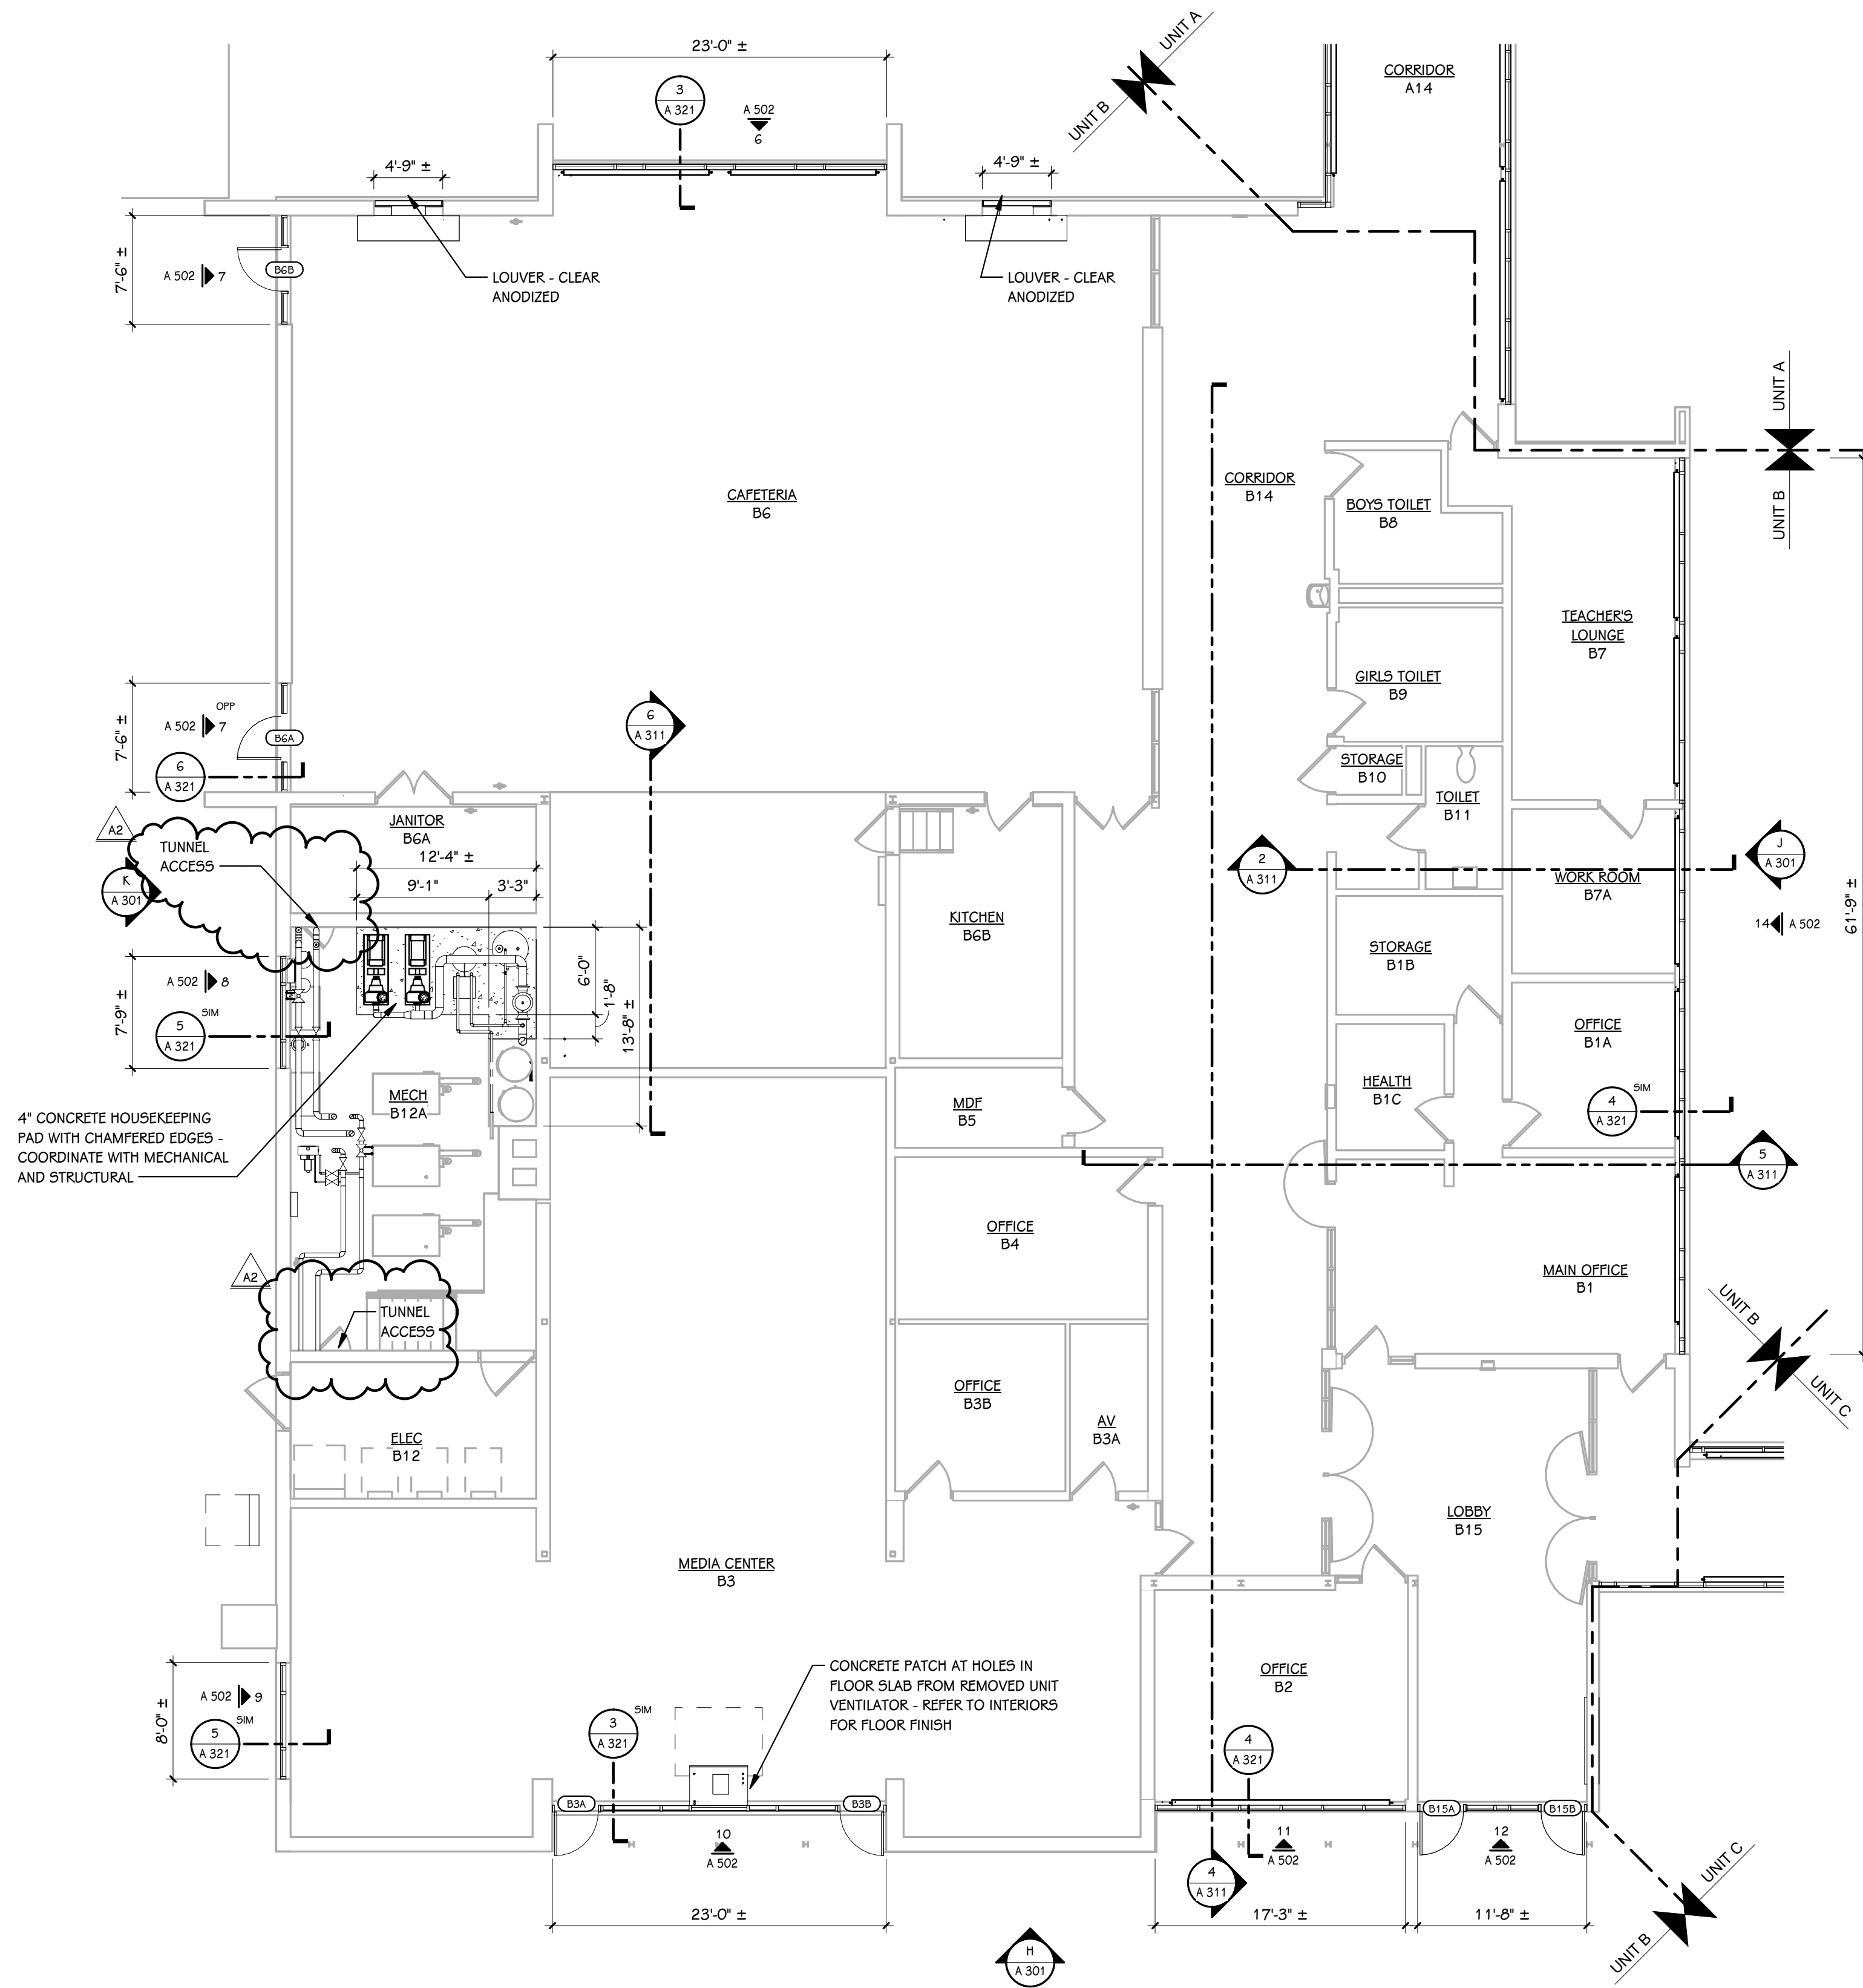 23'-0" ±
UNIT A
UNIT B
CORRIDOR
A14
3
A 321
A 502
6
4'-9" ±
4'-9" ±
7'-6" ±
A 502
7
B6B
LOUVER - CLEAR
ANODIZED
LOUVER - CLEAR
ANODIZED
UNIT A
UNIT B
CAFETERIA
B6
CORRIDOR
B14
BOYS TOILET
B8
TEACHER'S
LOUNGE
B7
GIRLS TOILET
B9
7'-6" ±
OPP
A 502
7
B6A
6
A 321
6
A 311
STORAGE
B10
TOILET
B11
A2
TUNNEL
ACCESS
JANITOR
B6A
12'-4" ±
9'-1"
3'-3"
K
A 301
2
A 311
J
A 301
WORK ROOM
B7A
61'-9" ±
14
A 502
KITCHEN
B6B
STORAGE
B1B
6'-0"
1'-8"
13'-8" ±
7'-9" ±
A 502
8
SIM
5
A 321
OFFICE
B1A
HEALTH
B1C
SIM
4
A 321
MECH
B12A
MDF
B5
4" CONCRETE HOUSEKEEPING
PAD WITH CHAMFERED EDGES -
COORDINATE WITH MECHANICAL
AND STRUCTURAL
5
A 311
OFFICE
B4
MAIN OFFICE
B1
A2
TUNNEL
ACCESS
UNIT B
UNIT C
OFFICE
B3B
AV
B3A
ELEC
B12
LOBBY
B15
MEDIA CENTER
B3
CONCRETE PATCH AT HOLES IN
FLOOR SLAB FROM REMOVED UNIT
VENTILATOR - REFER TO INTERIORS
FOR FLOOR FINISH
OFFICE
B2
8'-0" ±
A 502
9
SIM
5
A 321
SIM
3
A 321
4
A 321
B3A
B3B
B15A
B15B
10
A 502
11
A 502
12
A 502
4
A 311
UNIT C
UNIT B
23'-0" ±
17'-3" ±
11'-8" ±
H
A 301